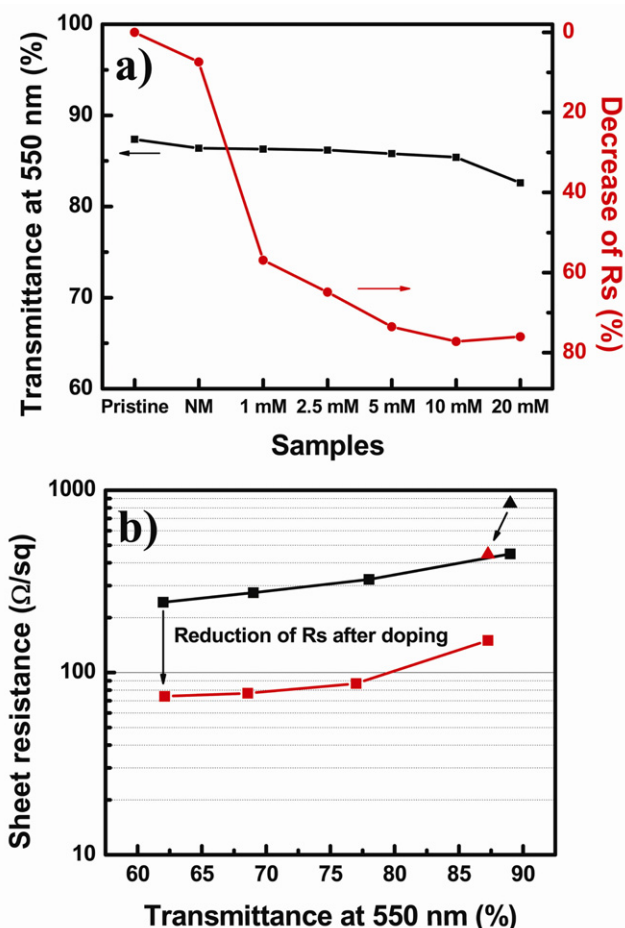 a)
Transmittance at 550 nm (%)
100
90
80
70
60
Decrease of Rs (%)
0
20
40
60
80
Pristine NM 1 mM 2.5 mM 5 mM 10 mM 20 mM
Samples
b)
Sheet resistance (Ω/sq)
1000
100
10
Reduction of Rs after doping
60 65 70 75 80 85 90
Transmittance at 550 nm (%)